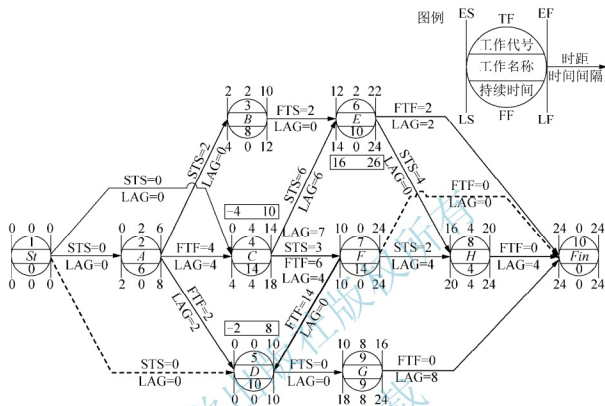 图例
ES TF EF
工作代号
工作名称
持续时间
LS FF LF
时距
时间间隔
2 2 10
3
B
8
4 0 12
FTS=2
LAG=0
12 2 22
6
E
10
14 0 24
16 26
FTF=2
LAG=2
STS=2
LAG=0
STS=6
LAG=6
STS=4
LAG=0
STS=0
LAG=0
-4 10
FTF=0
LAG=0
0 0 0
1
St
0
0 0 0
STS=0
LAG=0
0 2 6
2
A
6
2 0 8
FTF=4
LAG=4
0 4 14
4
C
14
4 4 18
LAG=7
STS=3
FTF=6
LAG=4
10 0 24
7
F
14
10 0 24
STS=2
LAG=4
16 4 20
8
H
4
20 4 24
FTF=0
LAG=4
24 0 24
10
Fin
0
24 0 24
FTF=2
LAG=2
FTF=14
LAG=0
-2 8
STS=0
LAG=0
0 0 10
5
D
10
0 0 10
FTS=0
LAG=0
10 8 16
9
G
9
18 8 24
FTF=0
LAG=8
出版社版权所有